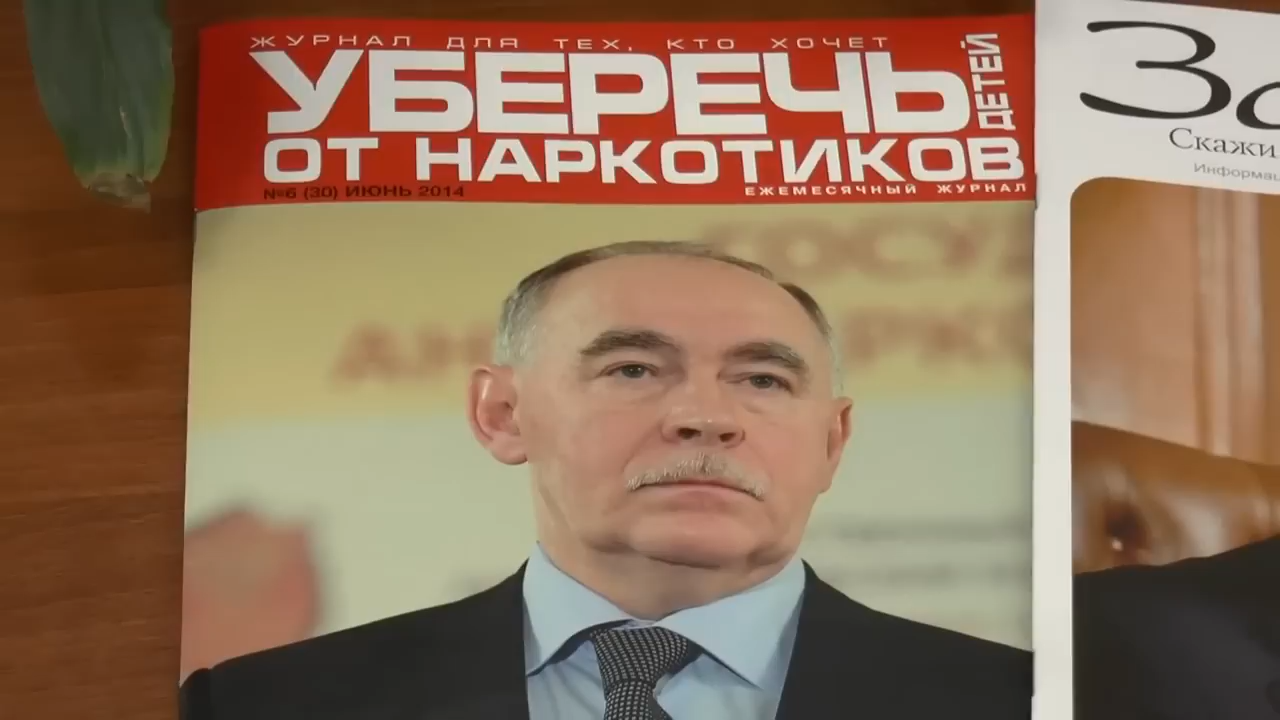 ЖУРНАЛ ДЛЯ ТЕХ, КТО ХОЧЕТ
УБЕРЕЧЬ
ДЕТЕЙ
ОТ НАРКОТИКОВ
№6 (30) ИЮНЬ 2014
ЕЖЕМЕСЯЧНЫЙ ЖУРНАЛ
Скажи